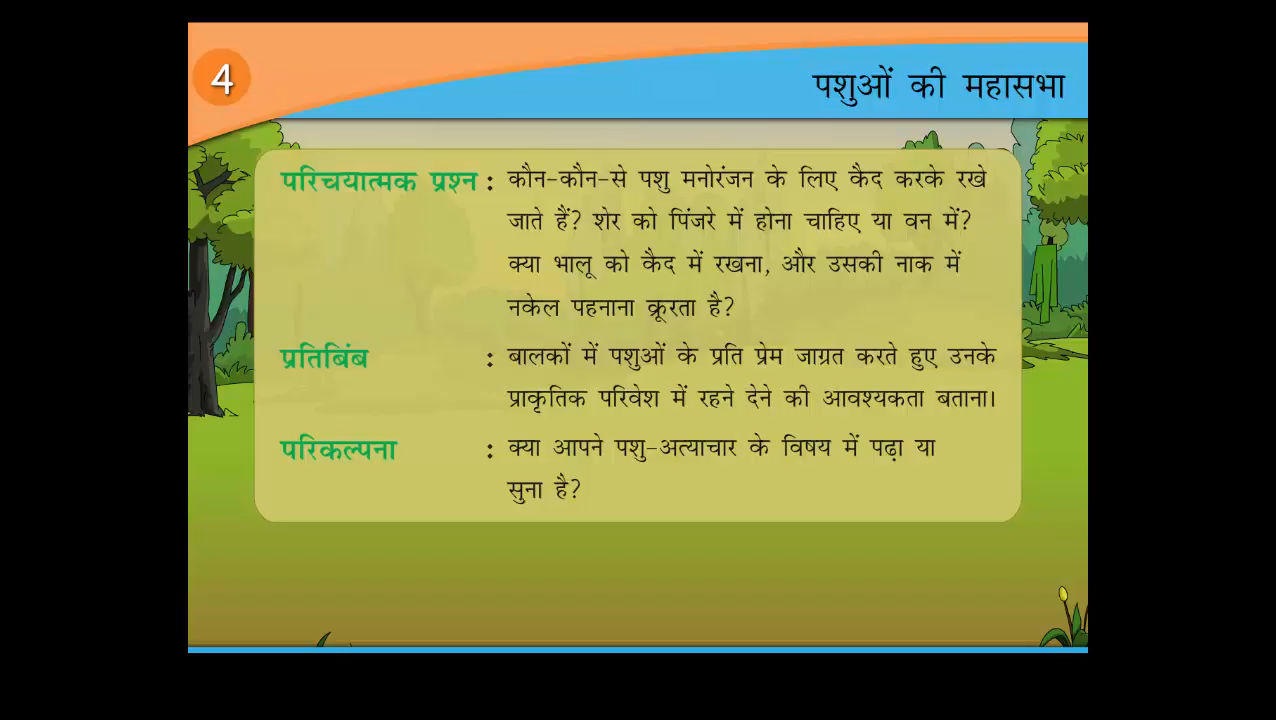 4
पशुओं की महासभा
परिचयात्मक प्रश्न : कौन-कौन-से पशु मनोरंजन के लिए कैद करके रखे
जाते हैं? शेर को पिंजरे में होना चाहिए या वन में?
क्या भालू को कैद में रखना, और उसकी नाक में
नकेल पहनाना क्रूरता है?
प्रतिबिंब : बालकों में पशुओं के प्रति प्रेम जाग्रत करते हुए उनके
प्राकृतिक परिवेश में रहने देने की आवश्यकता बताना।
परिकल्पना : क्या आपने पशु-अत्याचार के विषय में पढ़ा या
सुना है?